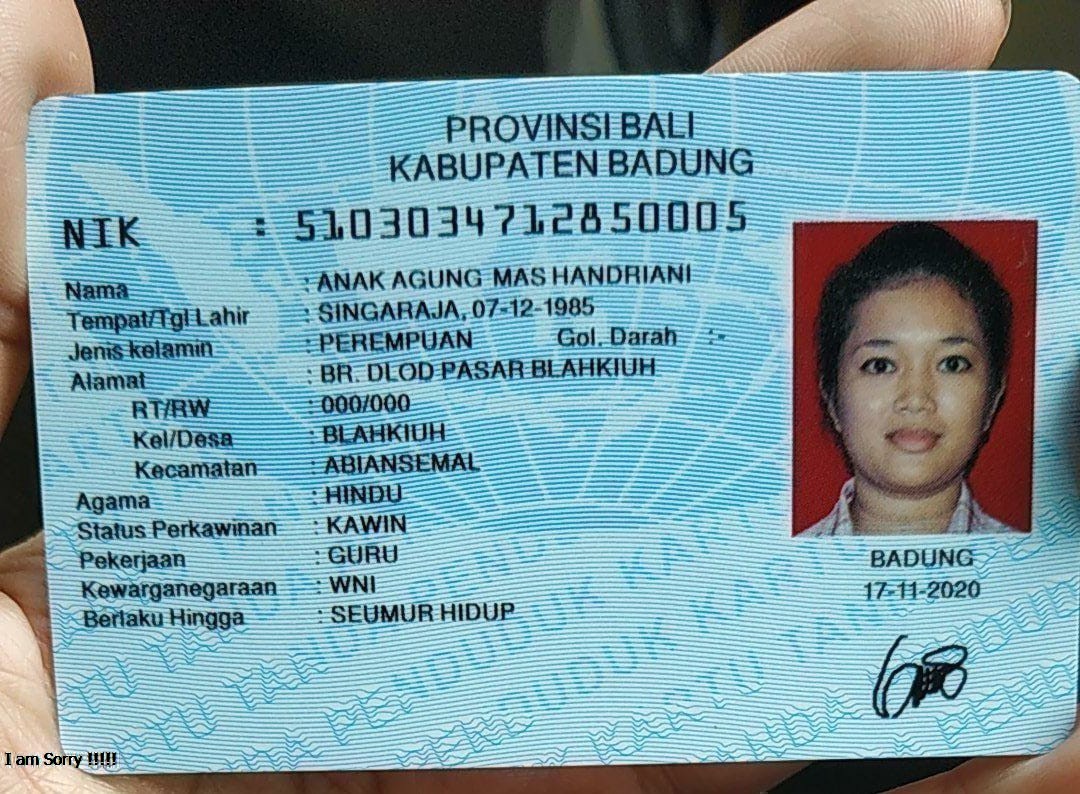 PROVINSI BALI
KABUPATEN BADUNG
NIK : 5103034712850005
Nama : ANAK AGUNG MAS HANDRIANI
Tempat/Tgl Lahir : SINGARAJA, 07-12-1985
Jenis kelamin : PEREMPUAN Gol. Darah :-
Alamat : BR. DLOD PASAR BLAHKIUH
RT/RW : 000/000
Kel/Desa : BLAHKIUH
Kecamatan : ABIANSEMAL
Agama : HINDU
Status Perkawinan : KAWIN
Pekerjaan : GURU
Kewarganegaraan : WNI
Berlaku Hingga : SEUMUR HIDUP
BADUNG
17-11-2020
I am Sorry !!!!!